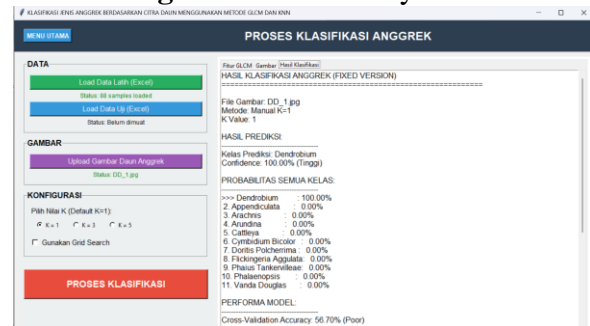 KLASIFIKASI JENIS ANGGREK BERDASARKAN CITRA DAUN MENGGUNAKAN METODE GLCM DAN KNN
MENU UTAMA
PROSES KLASIFIKASI ANGGREK
DATA
Load Data Latih (Excel)
Status: 88 samples loaded
Load Data Uji (Excel)
Status: Belum dimuat
GAMBAR
Upload Gambar Daun Anggrek
Status: DD_1.jpg
KONFIGURASI
Pilih Nilai K (Default K=1):
K = 1 K = 3 K = 5
Gunakan Grid Search
PROSES KLASIFIKASI
Fitur GLCM Gambar Hasil Klasifikasi
HASIL KLASIFIKASI ANGGREK (FIXED VERSION)
================================================
File Gambar: DD_1.jpg
Metode: Manual K=1
K Value: 1
HASIL PREDIKSI:
------------------------------
Kelas Prediksi: Dendrobium
Confidence: 100.00% (Tinggi)
PROBABILITAS SEMUA KELAS:
------------------------------
>>> Dendrobium : 100.00%
2. Appendiculata : 0.00%
3. Arachnis : 0.00%
4. Arundina : 0.00%
5. Cattleya : 0.00%
6. Cymbidium Bicolor : 0.00%
7. Doritis Polcherrima : 0.00%
8. Flickingeria Aggulata: 0.00%
9. Phaius Tankervilleae: 0.00%
10. Phalaenopsis : 0.00%
11. Vanda Douglas : 0.00%
PERFORMA MODEL:
------------------------------
Cross-Validation Accuracy: 56.70% (Poor)